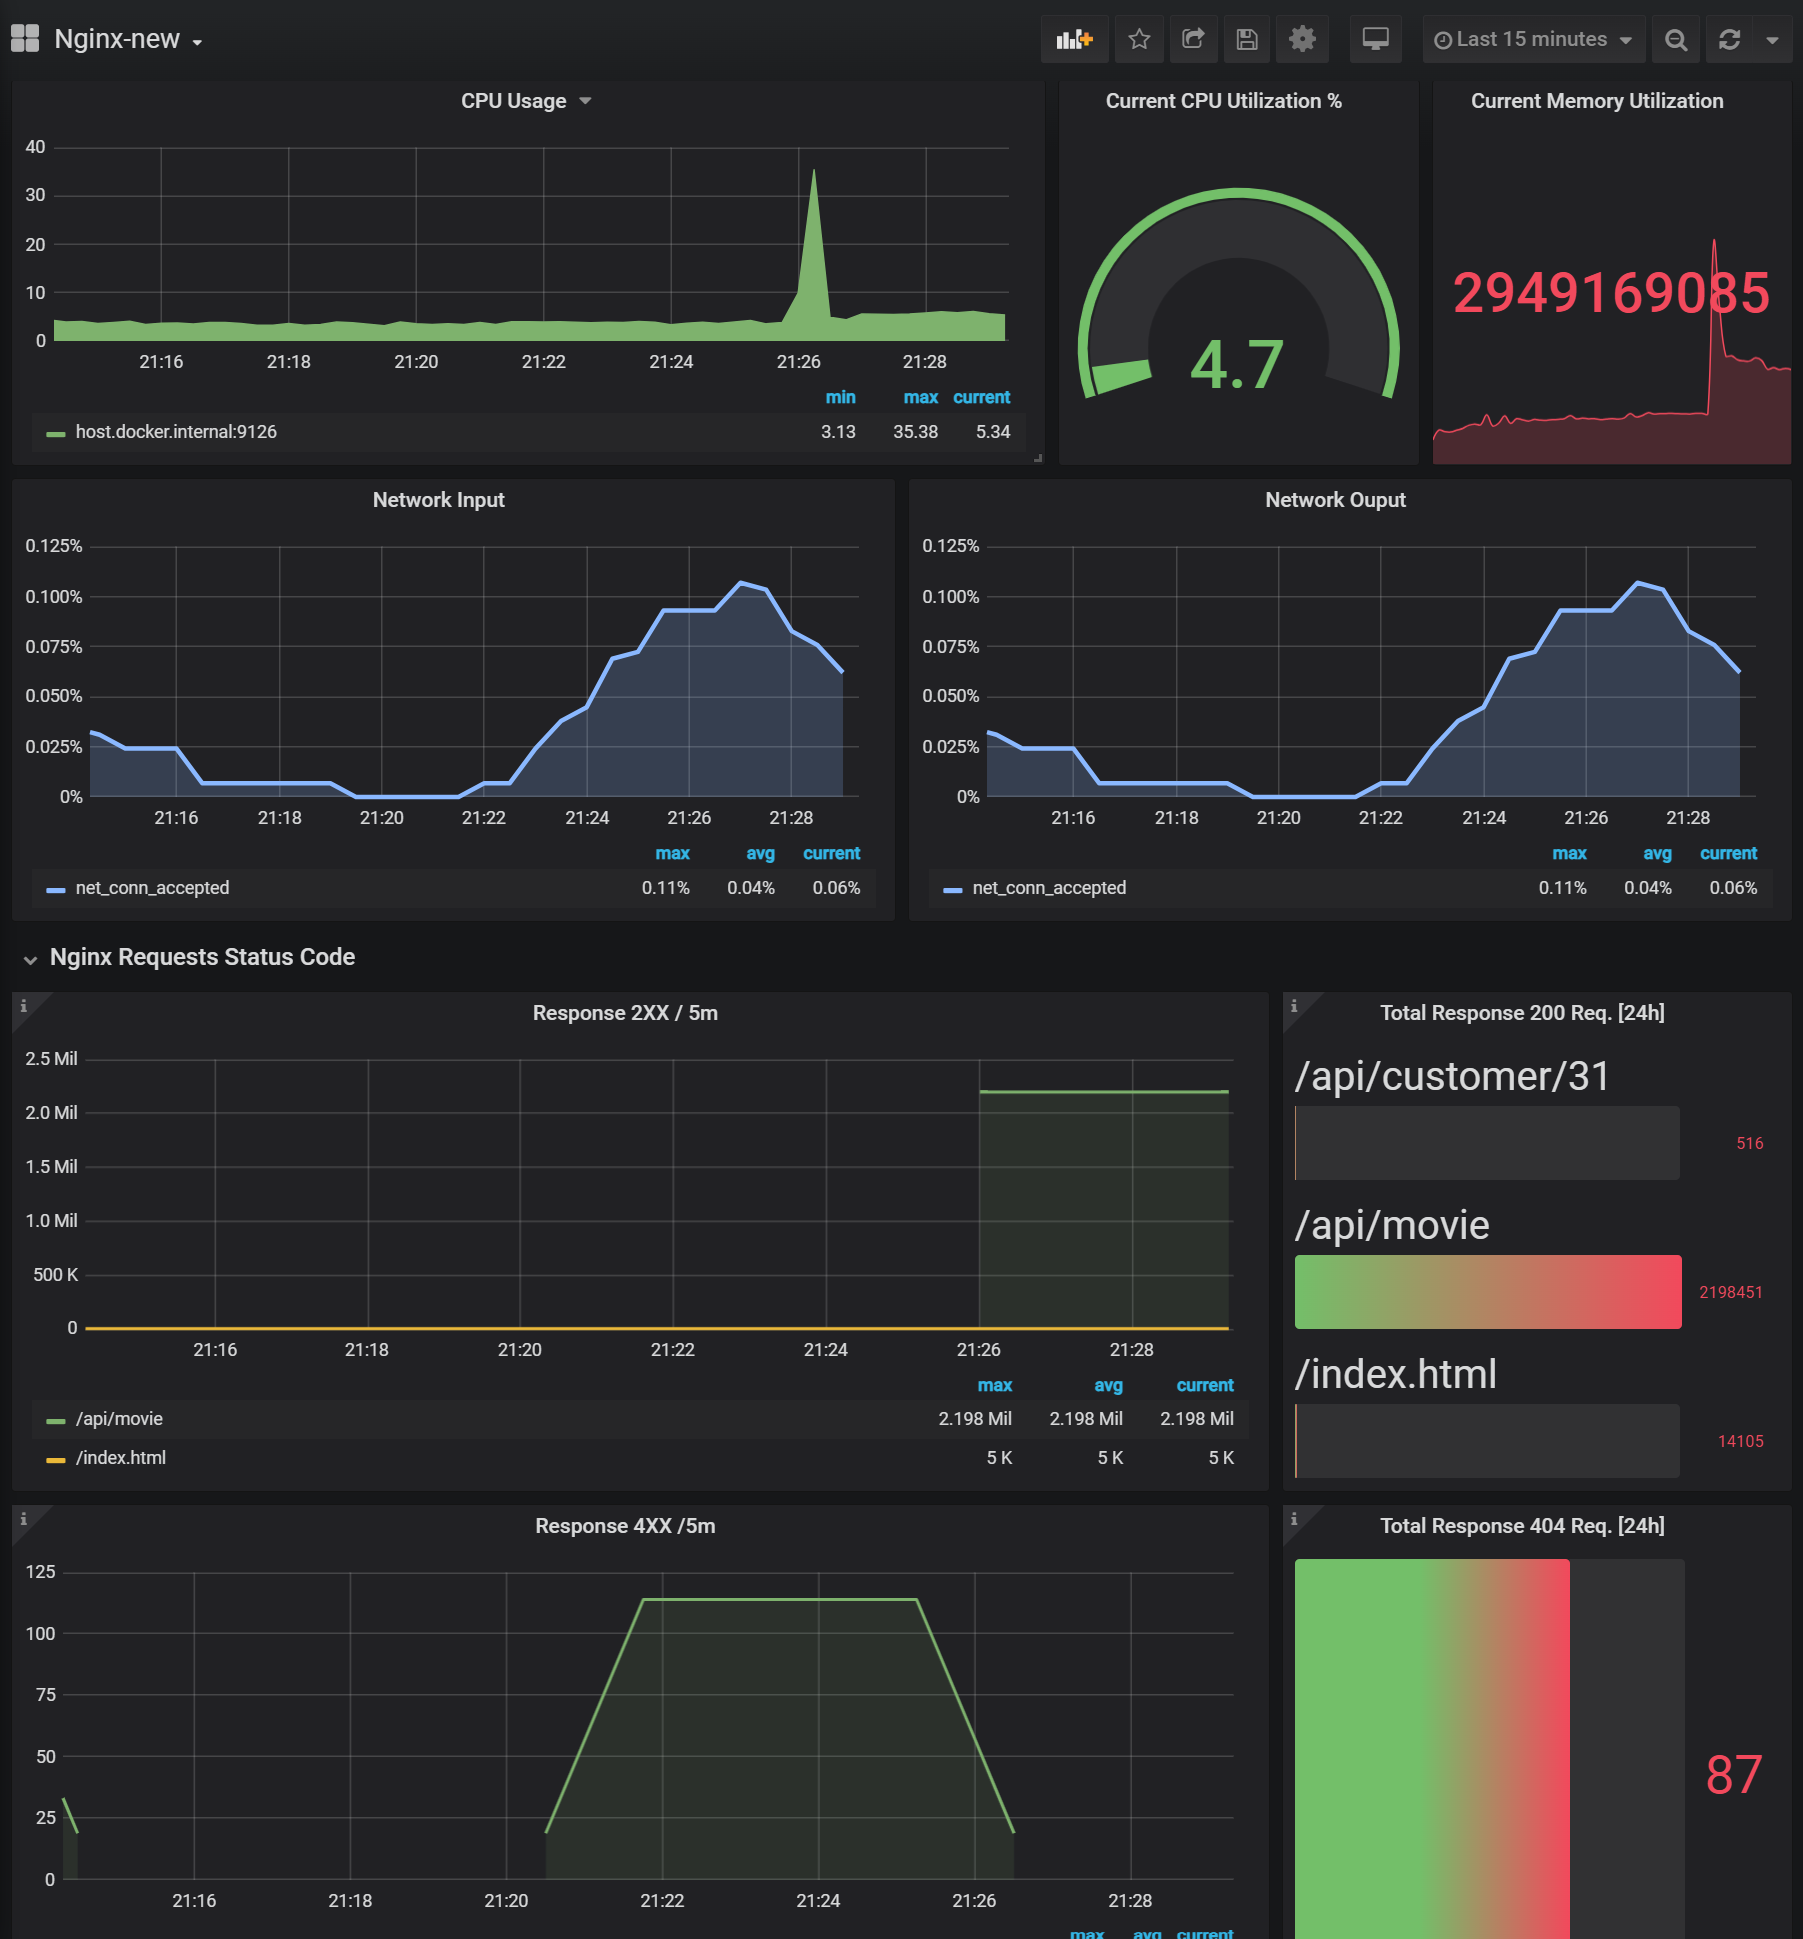 Nginx-new
Last 15 minutes
CPU Usage
40
30
20
10
0
21:16 21:18 21:20 21:22 21:24 21:26 21:28
min max current
host.docker.internal:9126 3.13 35.38 5.34
Current CPU Utilization %
4.7
Current Memory Utilization
2949169085
Network Input
0.125%
0.100%
0.075%
0.050%
0.025%
0%
21:16 21:18 21:20 21:22 21:24 21:26 21:28
max avg current
net_conn_accepted 0.11% 0.04% 0.06%
Network Ouput
0.125%
0.100%
0.075%
0.050%
0.025%
0%
21:16 21:18 21:20 21:22 21:24 21:26 21:28
max avg current
net_conn_accepted 0.11% 0.04% 0.06%
Nginx Requests Status Code
i
Response 2XX / 5m
2.5 Mil
2.0 Mil
1.5 Mil
1.0 Mil
500 K
0
21:16 21:18 21:20 21:22 21:24 21:26 21:28
max avg current
/api/movie 2.198 Mil 2.198 Mil 2.198 Mil
/index.html 5 K 5 K 5 K
i
Total Response 200 Req. [24h]
/api/customer/31
516
/api/movie
2198451
/index.html
14105
i
Response 4XX /5m
125
100
75
50
25
0
21:16 21:18 21:20 21:22 21:24 21:26 21:28
max avg current
i
Total Response 404 Req. [24h]
87